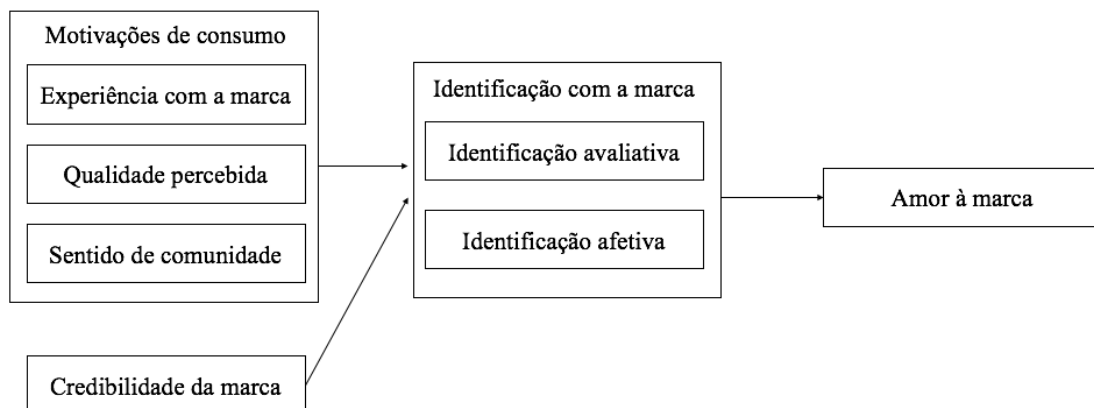 Motivações de consumo
Experiência com a marca
Qualidade percebida
Sentido de comunidade
Credibilidade da marca
Identificação com a marca
Identificação avaliativa
Identificação afetiva
Amor à marca